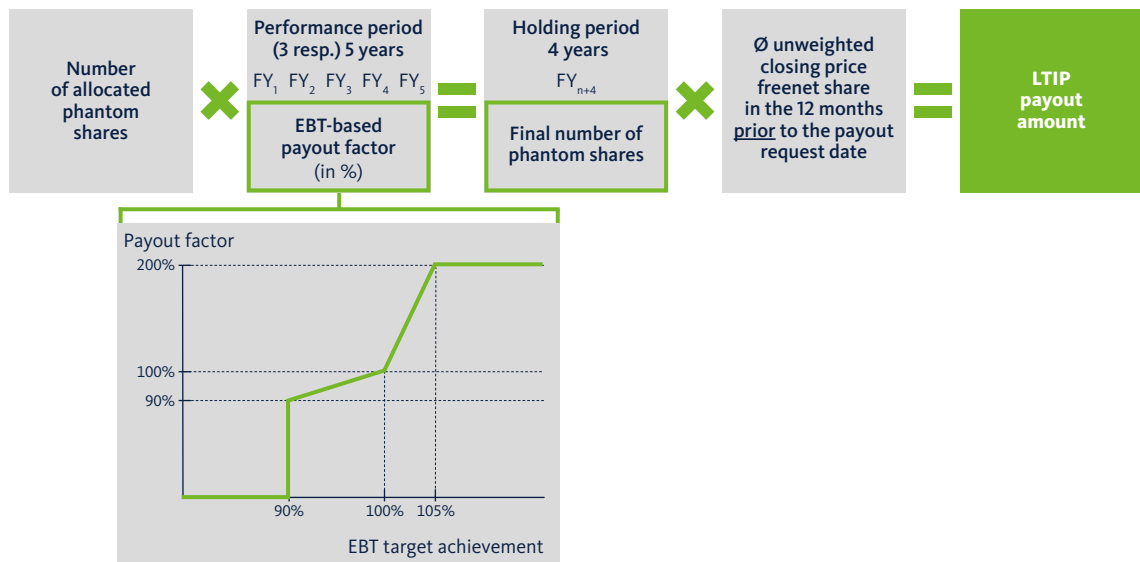 Number
of allocated
phantom
shares
Performance period
(3 resp.) 5 years
FY1 FY2 FY3 FY4 FY5
EBT-based
payout factor
(in %)
Holding period
4 years
FYn+4
Final number of
phantom shares
Ø unweighted
closing price
freenet share
in the 12 months
prior to the payout
request date
LTIP
payout
amount
Payout factor
200%
100%
90%
90% 100% 105%
EBT target achievement